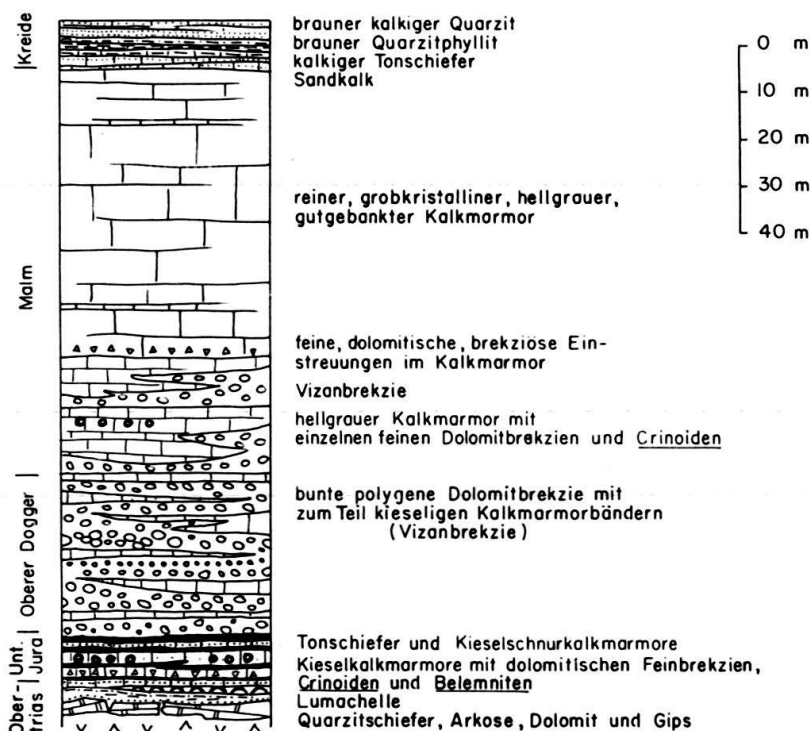 Kreide
brauner kalkiger Quarzit
brauner Quarzitphyllit
kalkiger Tonschiefer
Sandkalk
0 m
10 m
20 m
30 m
40 m
reiner, grobkristalliner, hellgrauer,
gutgebankter Kalkmarmor
Malm
feine, dolomitische, brekziöse Ein-
streuungen im Kalkmarmor
Vizanbrekzie
hellgrauer Kalkmarmor mit
einzelnen feinen Dolomitbrekzien und Crinoiden
Oberer Dogger
bunte polygene Dolomitbrekzie mit
zum Teil kieseligen Kalkmarmorbändern
(Vizanbrekzie)
Unt.
Jura
Tonschiefer und Kieselschnurkalkmarmore
Kieselkalkmarmore mit dolomitischen Feinbrekzien,
Crinoiden und Belemniten
Ober-
trias
Lumachelle
Quarzitschiefer, Arkose, Dolomit und Gips